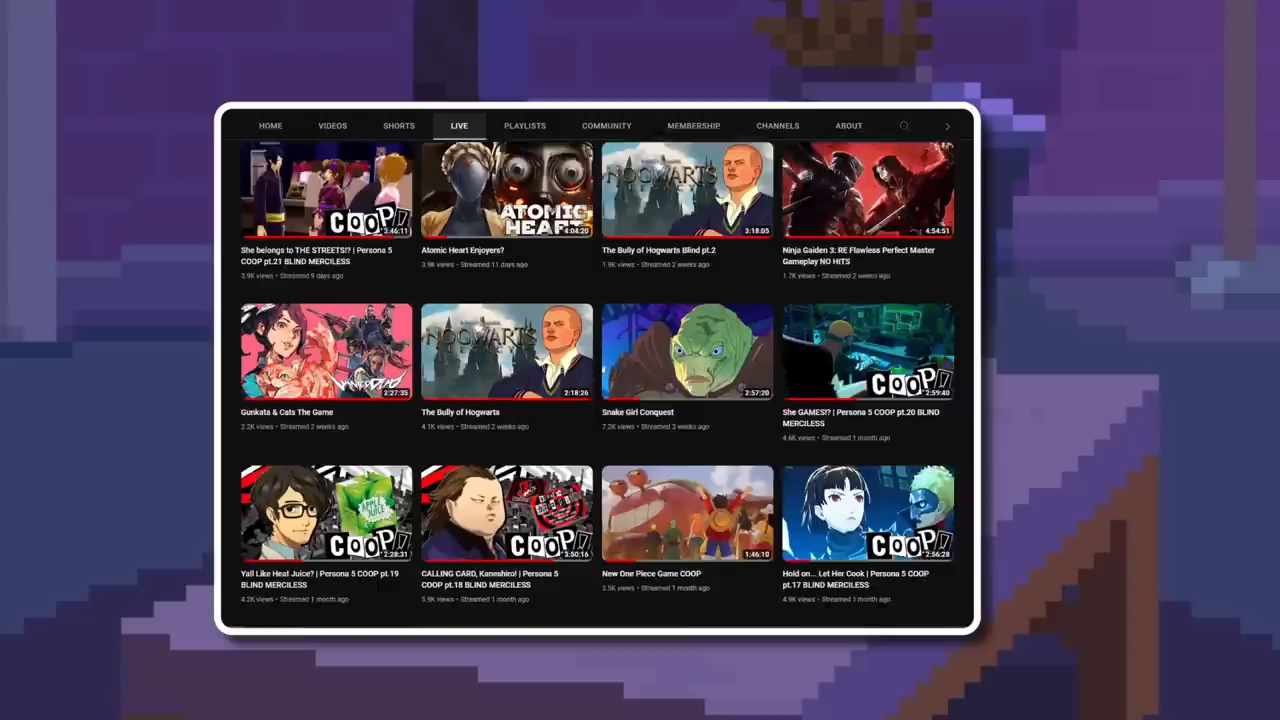 HOME VIDEOS SHORTS LIVE PLAYLISTS COMMUNITY MEMBERSHIP CHANNELS ABOUT
COOP!
3:46:11
She belongs to THE STREETS!? | Persona 5
COOP pt.21 BLIND MERCILESS
3.9K views • Streamed 9 days ago
ATOMIC
HEART
4:04:20
Atomic Heart Enjoyers?
3.9K views • Streamed 11 days ago
HOGWARTS
LEGACY
3:18:05
The Bully of Hogwarts Blind pt.2
1.9K views • Streamed 2 weeks ago
4:54:51
Ninja Gaiden 3: RE Flawless Perfect Master
Gameplay NO HITS
1.7K views • Streamed 2 weeks ago
WANTED: DEAD
2:27:35
Gunkata & Cats The Game
2.2K views • Streamed 2 weeks ago
HOGWARTS
LEGACY
2:18:26
The Bully of Hogwarts
4.1K views • Streamed 2 weeks ago
2:57:20
Snake Girl Conquest
7.2K views • Streamed 3 weeks ago
COOP!
2:59:40
She GAMES!? | Persona 5 COOP pt.20 BLIND
MERCILESS
4.6K views • Streamed 1 month ago
APPLE
JUICE
COOP!
2:28:31
Ya'll Like Heat Juice? | Persona 5 COOP pt.19
BLIND MERCILESS
4.2K views • Streamed 1 month ago
COOP!
3:50:16
CALLING CARD, Kaneshiro! | Persona 5
COOP pt.18 BLIND MERCILESS
5.9K views • Streamed 1 month ago
1:46:10
New One Piece Game COOP
3.5K views • Streamed 1 month ago
COOP!
2:56:28
Hold on... Let Her Cook | Persona 5 COOP
pt.17 BLIND MERCILESS
4.9K views • Streamed 1 month ago